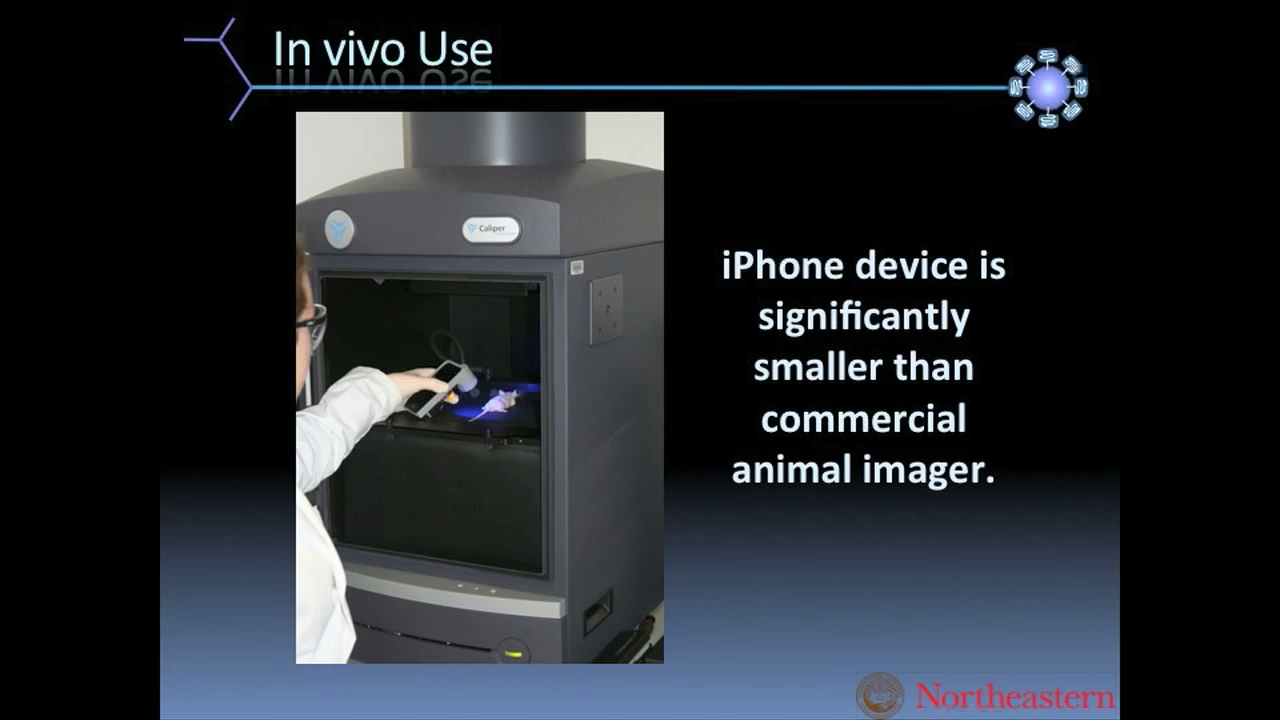 In vivo Use
Caliper
iPhone device is
significantly
smaller than
commercial
animal imager.
Northeastern